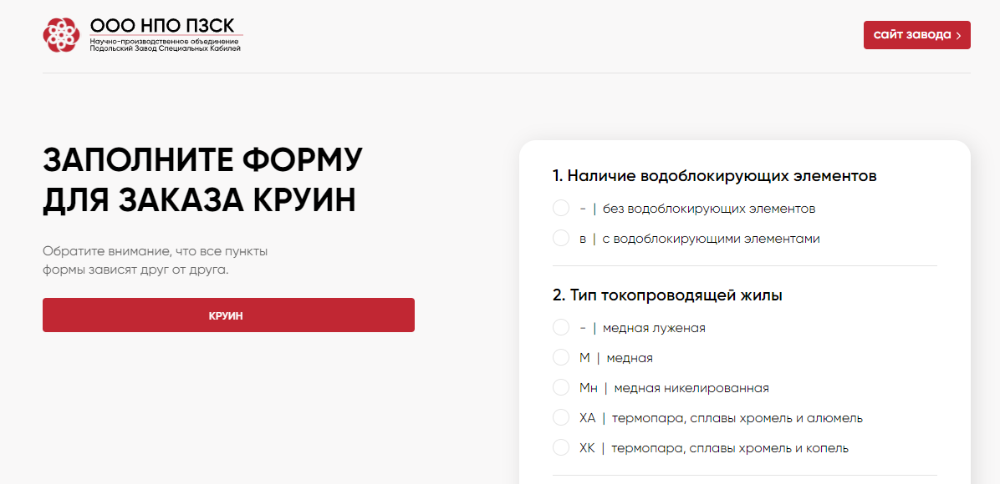 ООО НПО ПЗСК
Научно-производственное объединение
Подольский Завод Специальных Кабилей
сайт завода ›
ЗАПОЛНИТЕ ФОРМУ
ДЛЯ ЗАКАЗА КРУИН
Обратите внимание, что все пункты
формы зависят друг от друга.
КРУИН
1. Наличие водоблокирующих элементов
- | без водоблокирующих элементов
в | с водоблокирующими элементами
2. Тип токопроводящей жилы
- | медная луженая
М | медная
Мн | медная никелированная
ХА | термопара, сплавы хромель и алюмель
ХК | термопара, сплавы хромель и копель